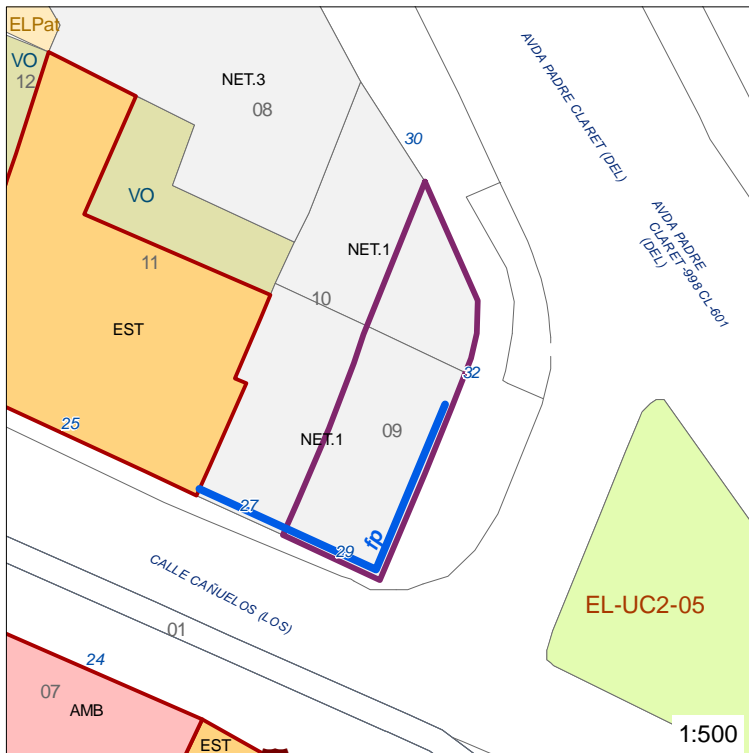 ELPat
VO
12
NET.3
08
30
AVDA PADRE CLARET (DEL)
VO
AVDA PADRE
CLARET-998 CL-601
(DEL)
11
NET.1
10
EST
32
25
NET.1
09
27
29
fp
CALLE CAÑUELOS (LOS)
EL-UC2-05
01
24
07
AMB
EST
1:500